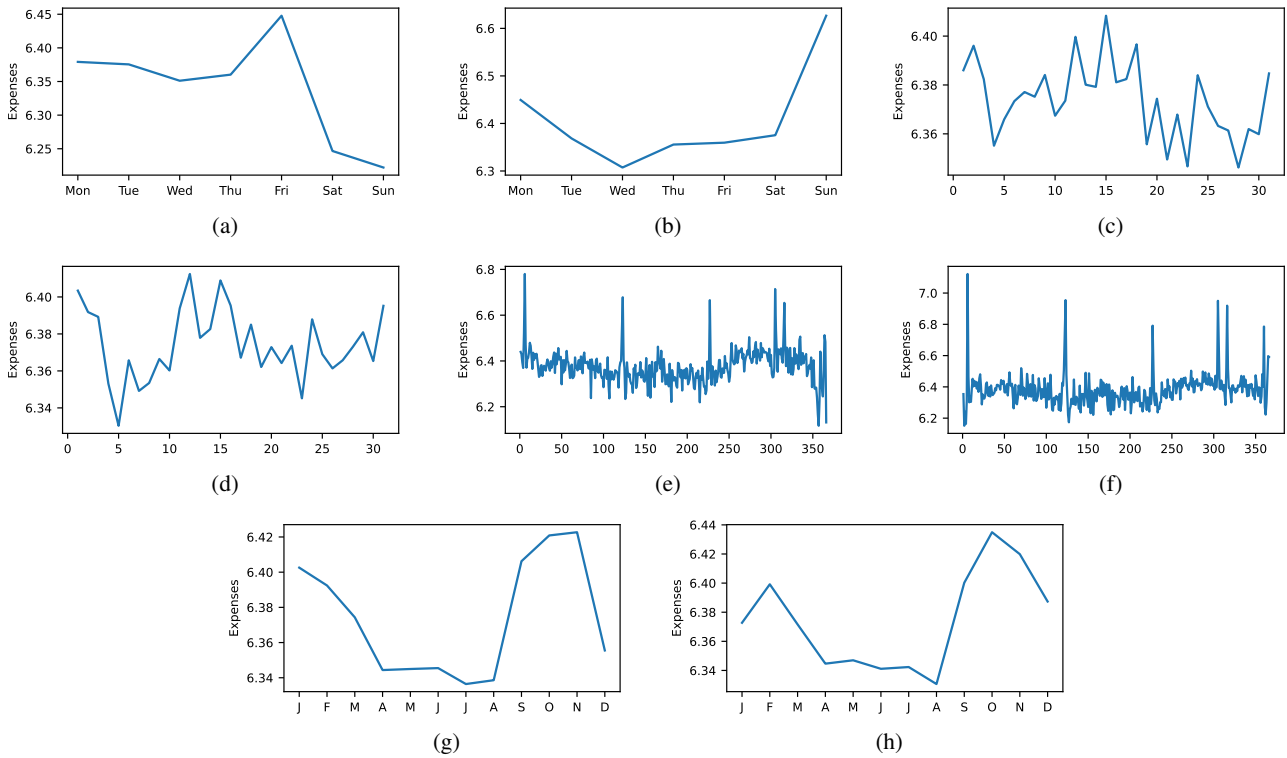 Expenses
6.45
6.40
6.35
6.30
6.25
Mon Tue Wed Thu Fri Sat Sun
(a)
Expenses
6.6
6.5
6.4
6.3
Mon Tue Wed Thu Fri Sat Sun
(b)
Expenses
6.40
6.38
6.36
0 5 10 15 20 25 30
(c)
Expenses
6.40
6.38
6.36
6.34
0 5 10 15 20 25 30
(d)
Expenses
6.8
6.6
6.4
6.2
0 50 100 150 200 250 300 350
(e)
Expenses
7.0
6.8
6.6
6.4
6.2
0 50 100 150 200 250 300 350
(f)
Expenses
6.42
6.40
6.38
6.36
6.34
J F M A M J J A S O N D
(g)
Expenses
6.44
6.42
6.40
6.38
6.36
6.34
J F M A M J J A S O N D
(h)